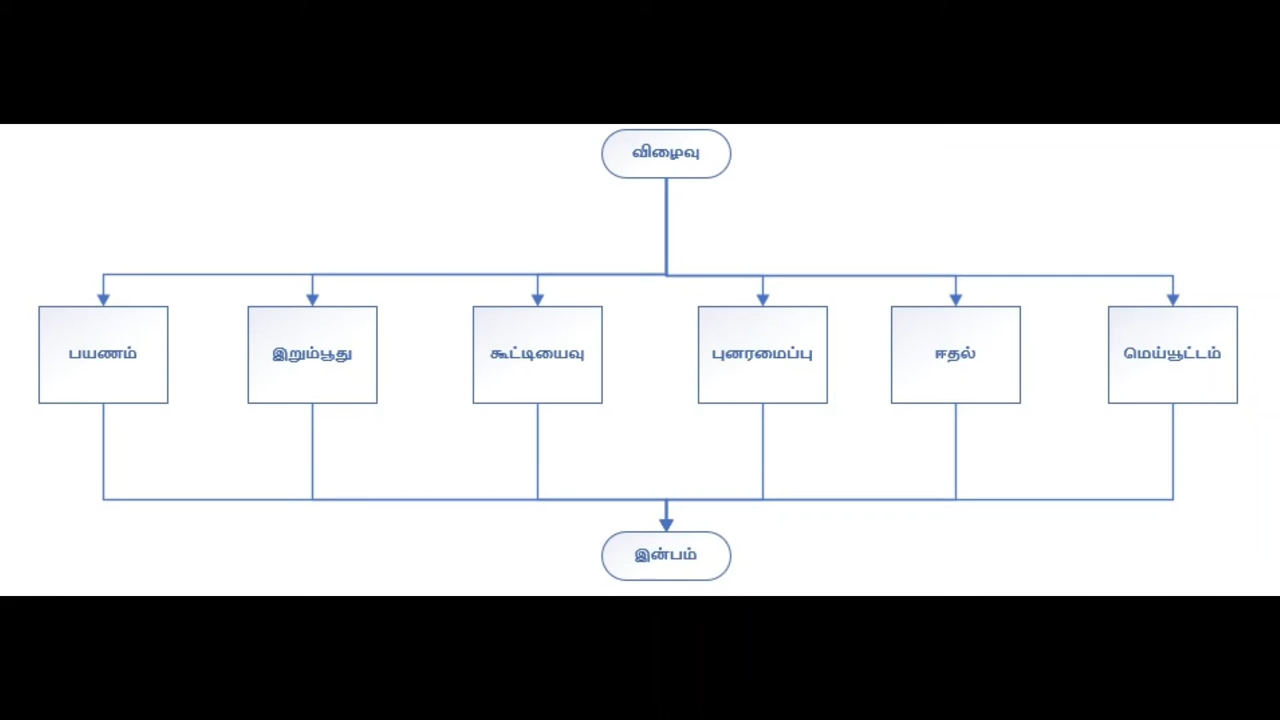 விழைவு
பயணம்
இறும்பூது
கூட்டியைவு
புனரமைப்பு
ஈதல்
மெய்யூட்டம்
இன்பம்